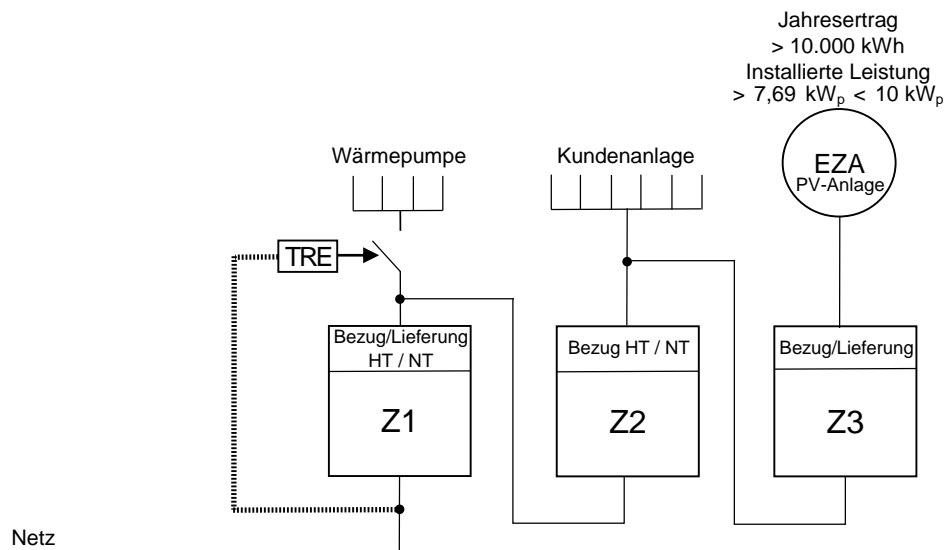 Jahresertrag
> 10.000 kWh
Installierte Leistung
> 7,69 kWp < 10 kWp
Wärmepumpe
Kundenanlage
EZA
PV-Anlage
TRE
Bezug/Lieferung
HT / NT
Bezug HT / NT
Bezug/Lieferung
Z1
Z2
Z3
Netz